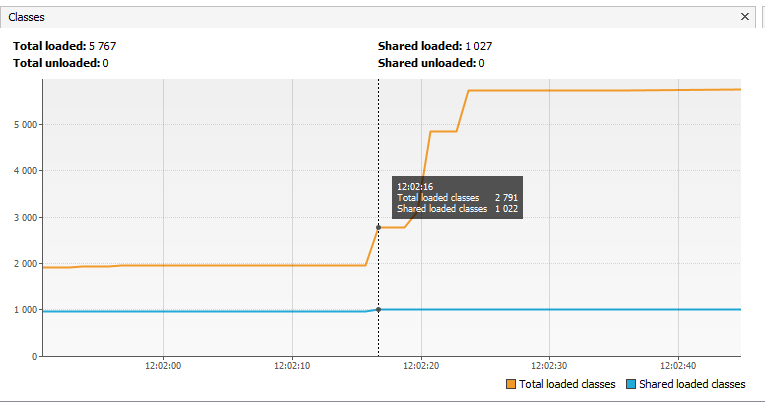 Classes
Total loaded: 5 767 Shared loaded: 1 027
Total unloaded: 0 Shared unloaded: 0
5 000
4 000
3 000
2 000
1 000
0
12:02:16
Total loaded classes 2 791
Shared loaded classes 1 022
12:02:00 12:02:10 12:02:20 12:02:30 12:02:40
Total loaded classes Shared loaded classes